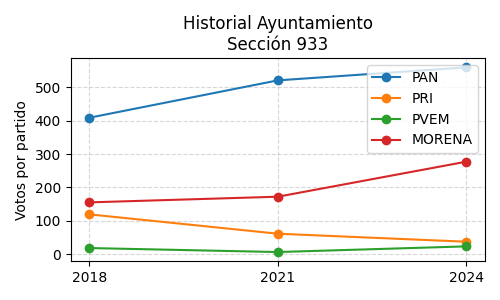 Historial Ayuntamiento
Sección 933
Votos por partido
500
400
300
200
100
0
2018
2021
2024
PAN
PRI
PVEM
MORENA